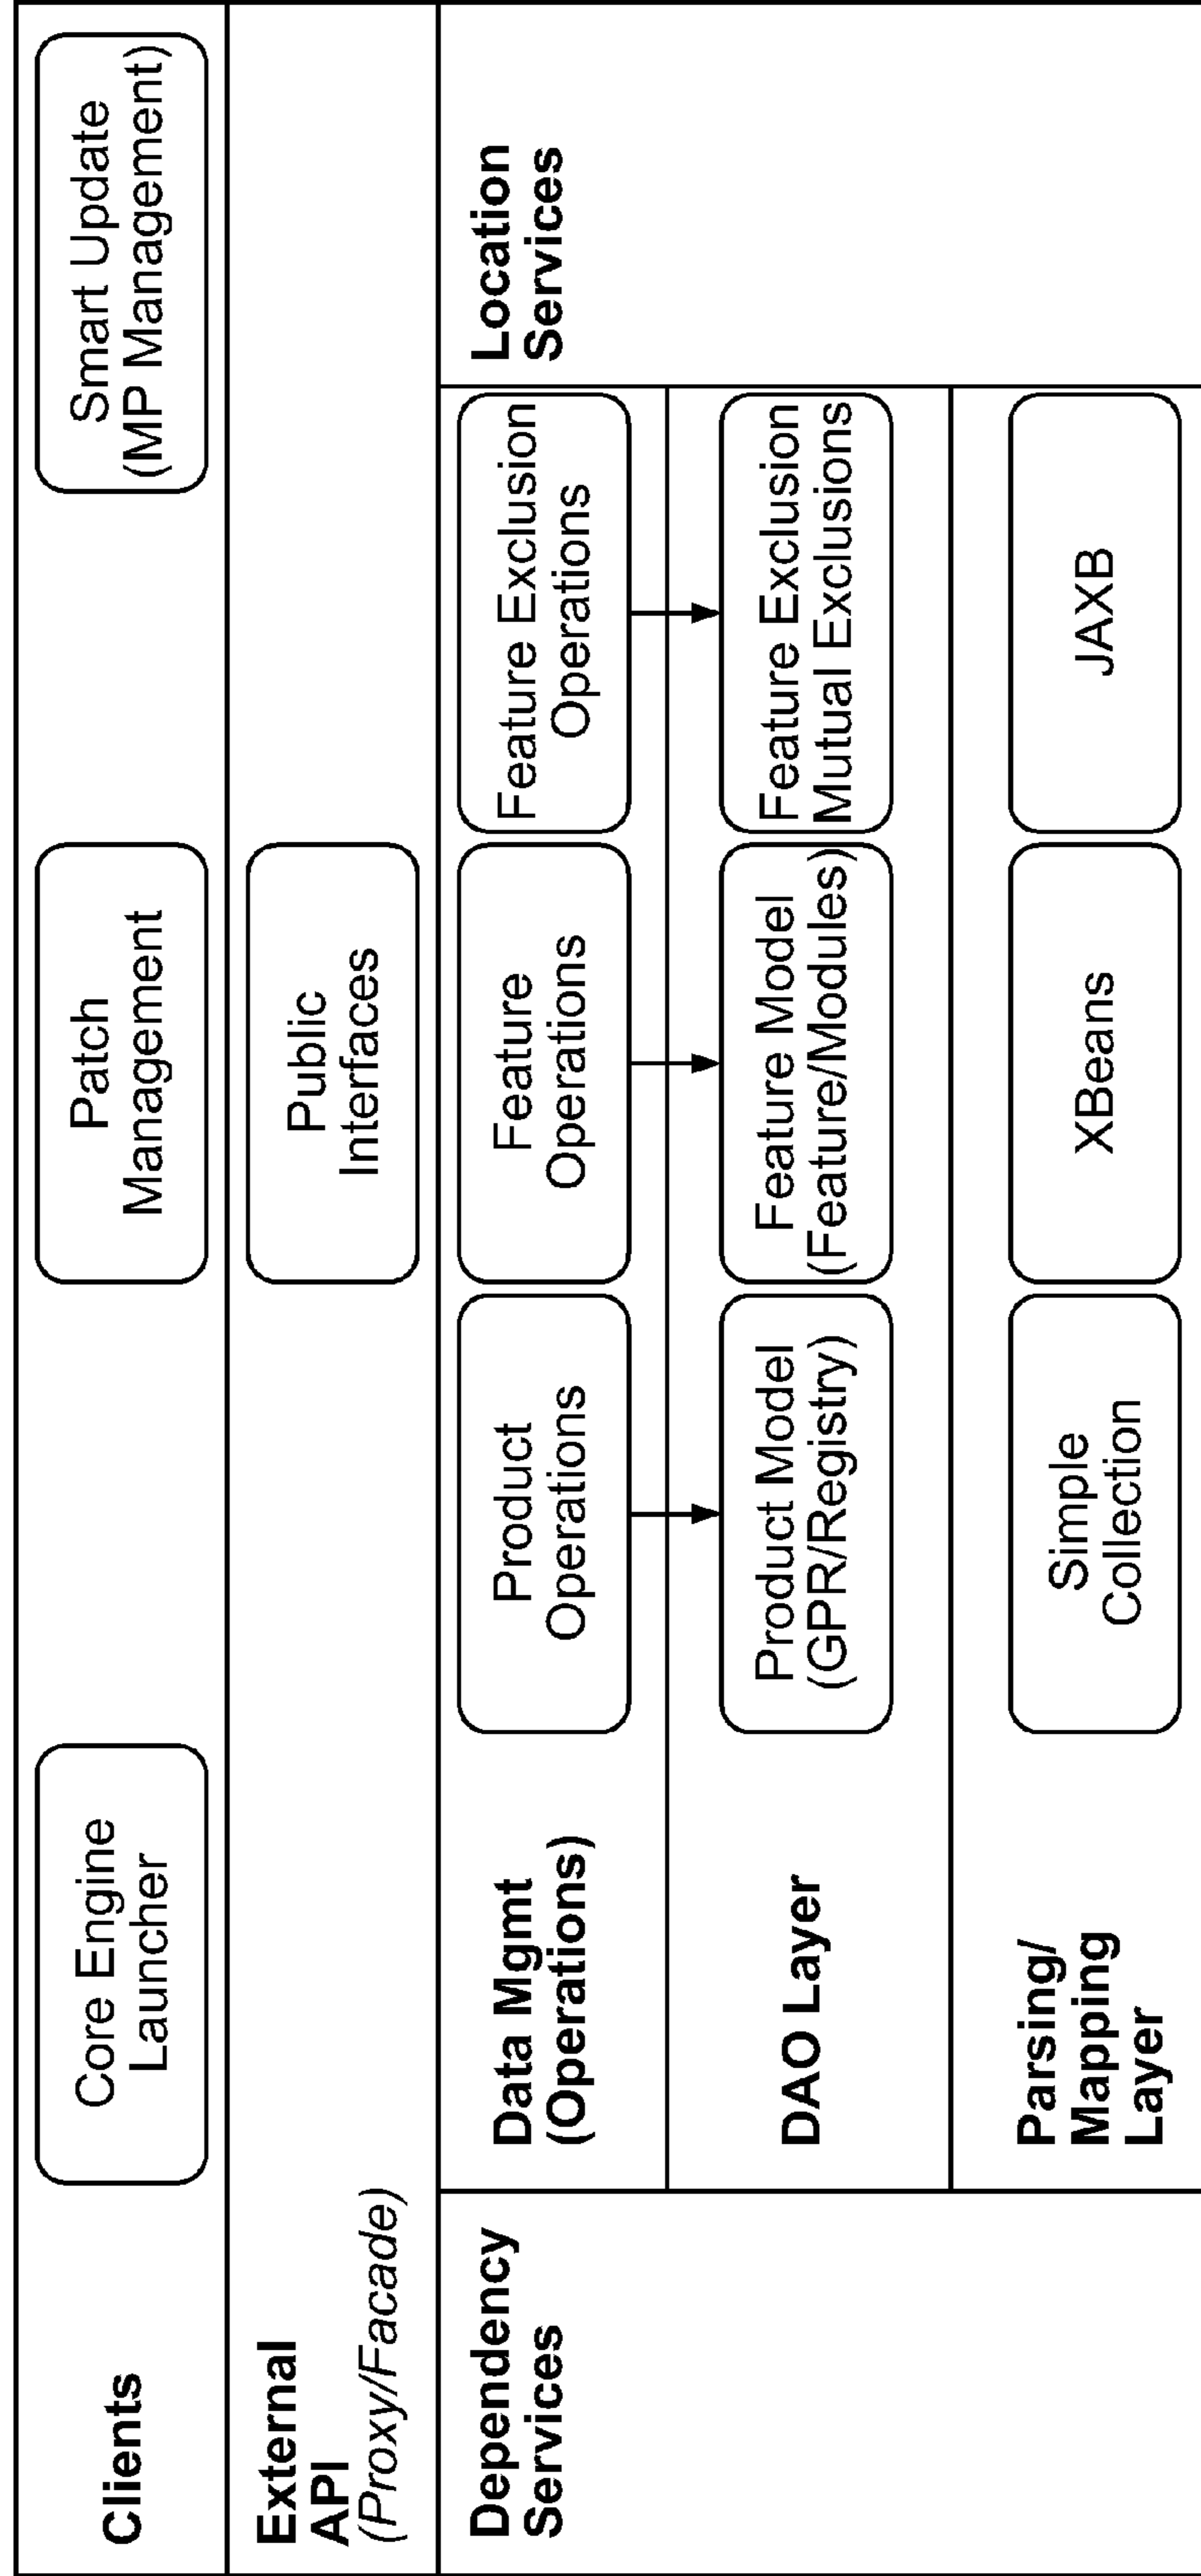 Clients
Core Engine
Launcher
Patch
Management
Smart Update
(MP Management)
External
API
(Proxy/Facade)
Public
Interfaces
Dependency
Services
Data Mgmt
(Operations)
Product
Operations
Feature
Operations
Feature Exclusion
Operations
Location
Services
DAO Layer
Product Model
(GPR/Registry)
Feature Model
(Feature/Modules)
Feature Exclusion
Mutual Exclusions
Parsing/
Mapping
Layer
Simple
Collection
XBeans
JAXB